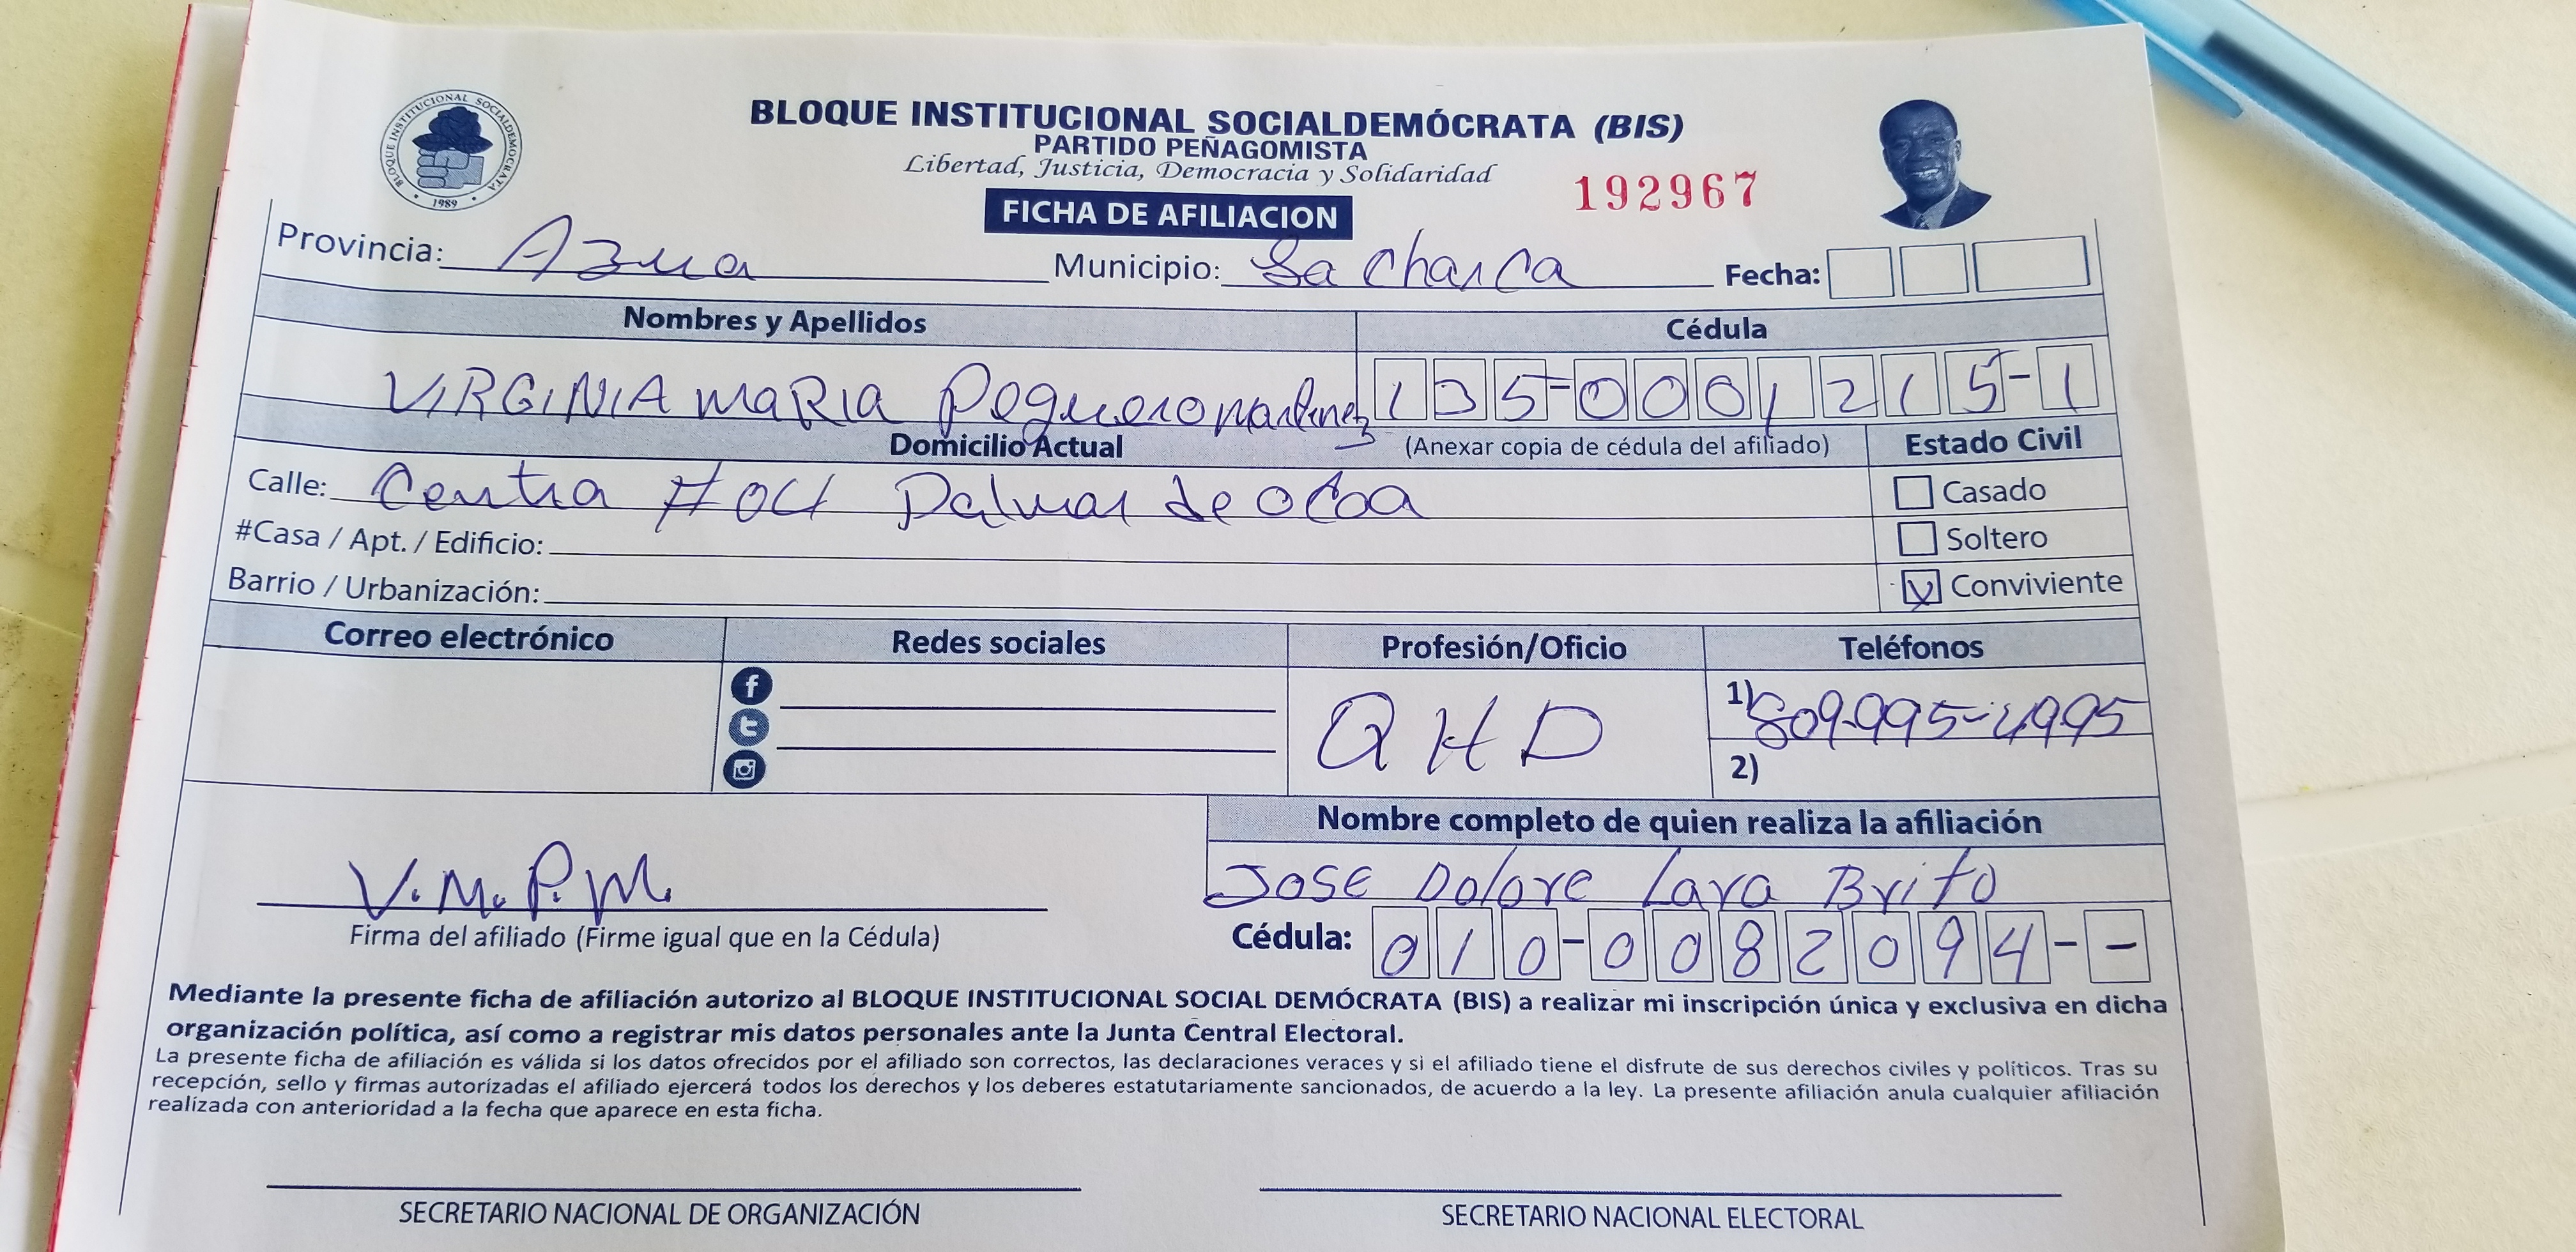 BLOQUE INSTITUCIONAL SOCIALDEMOCRATA
1989
BLOQUE INSTITUCIONAL SOCIALDEMÓCRATA (BIS)
PARTIDO PEÑAGOMISTA
Libertad, Justicia, Democracia y Solidaridad
192967
FICHA DE AFILIACION
Provincia: Azua Municipio: La Charca Fecha:
Nombres y Apellidos Cédula
VIRGINIA MARIA Peguero martinez 135-0001215-1
Domicilio Actual (Anexar copia de cédula del afiliado) Estado Civil
Calle: Centra #04 Palmar de ocoa Casado
#Casa / Apt. / Edificio: Soltero
Barrio / Urbanización: x Conviviente
Correo electrónico Redes sociales Profesión/Oficio Teléfonos
f QHD 1) 809-995-4995
2)
Nombre completo de quien realiza la afiliación
V.M.P.M. Jose Dolore Lara Brito
Firma del afiliado (Firme igual que en la Cédula) Cédula: 010-0082094--
Mediante la presente ficha de afiliación autorizo al BLOQUE INSTITUCIONAL SOCIAL DEMÓCRATA (BIS) a realizar mi inscripción única y exclusiva en dicha
organización política, así como a registrar mis datos personales ante la Junta Central Electoral.
La presente ficha de afiliación es válida si los datos ofrecidos por el afiliado son correctos, las declaraciones veraces y si el afiliado tiene el disfrute de sus derechos civiles y políticos. Tras su
recepción, sello y firmas autorizadas el afiliado ejercerá todos los derechos y los deberes estatutariamente sancionados, de acuerdo a la ley. La presente afiliación anula cualquier afiliación
realizada con anterioridad a la fecha que aparece en esta ficha.
SECRETARIO NACIONAL DE ORGANIZACIÓN SECRETARIO NACIONAL ELECTORAL